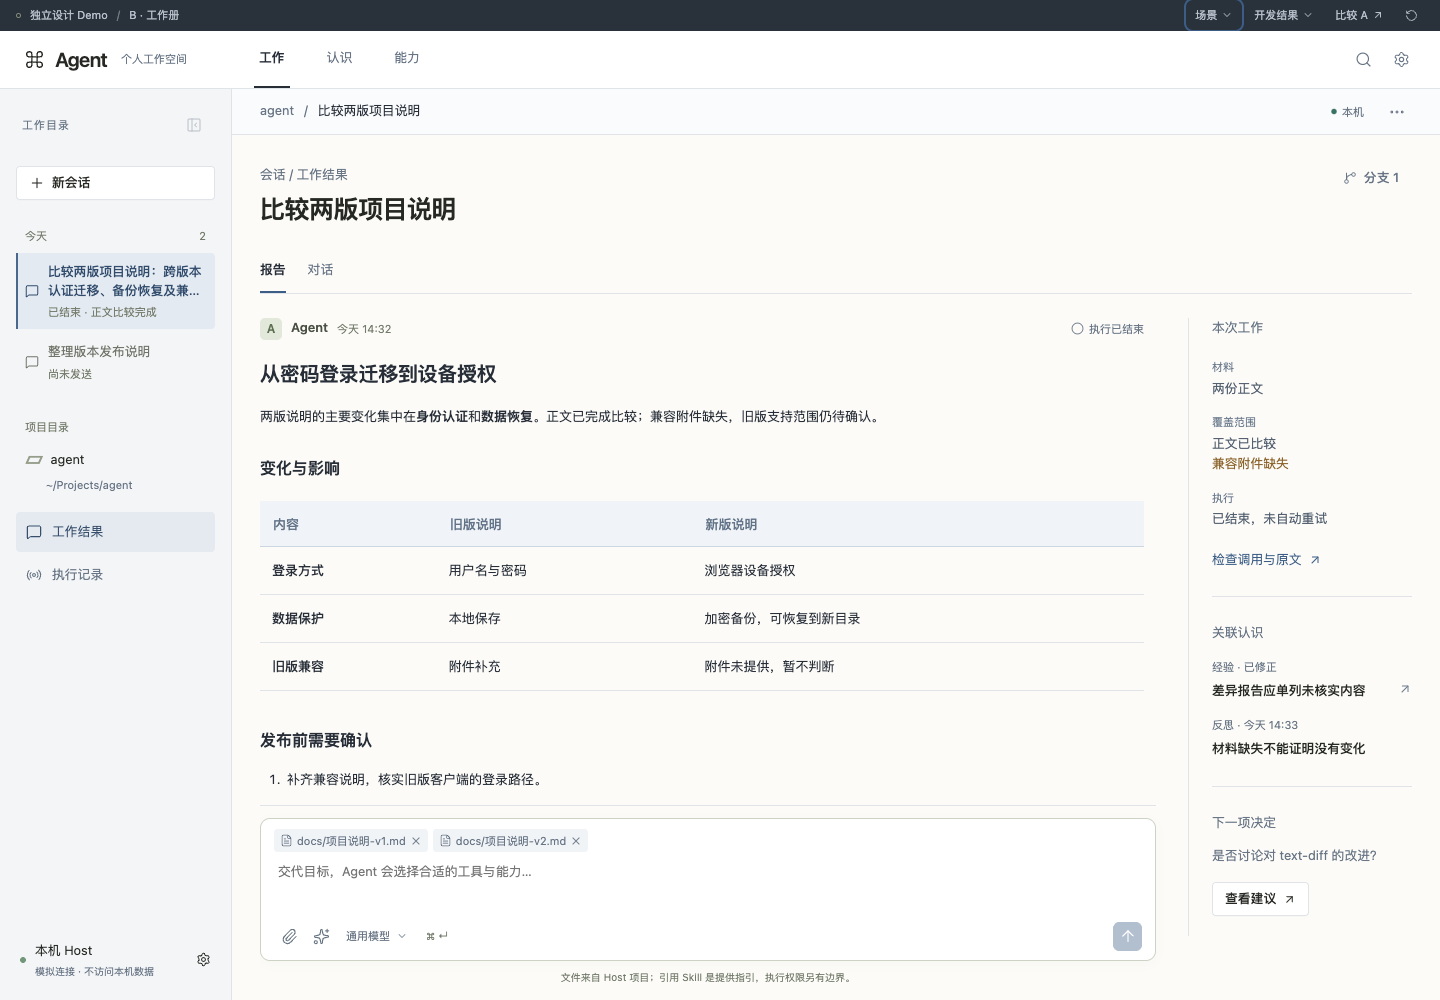 独立设计 Demo / B · 工作册
场景 开发结果 比较 A
Agent 个人工作空间
工作 认识 能力
工作目录
新会话
今天 2
比较两版项目说明：跨版本
认证迁移、备份恢复及兼...
已结束 · 正文比较完成
整理版本发布说明
尚未发送
项目目录
agent
~/Projects/agent
工作结果
执行记录
本机 Host
模拟连接 · 不访问本机数据
agent / 比较两版项目说明
本机
会话 / 工作结果
比较两版项目说明
分支 1
报告 对话
A Agent 今天 14:32
执行已结束
从密码登录迁移到设备授权
两版说明的主要变化集中在身份认证和数据恢复。正文已完成比较；兼容附件缺失，旧版支持范围仍待确认。
变化与影响
内容 旧版说明 新版说明
登录方式 用户名与密码 浏览器设备授权
数据保护 本地保存 加密备份，可恢复到新目录
旧版兼容 附件补充 附件未提供，暂不判断
发布前需要确认
1. 补齐兼容说明，核实旧版客户端的登录路径。
docs/项目说明-v1.md docs/项目说明-v2.md
交代目标，Agent 会选择合适的工具与能力...
通用模型 ⌘ ↵
文件来自 Host 项目；引用 Skill 是提供指引，执行权限另有边界。
本次工作
材料
两份正文
覆盖范围
正文已比较
兼容附件缺失
执行
已结束，未自动重试
检查调用与原文
关联认识
经验 · 已修正
差异报告应单列未核实内容
反思 · 今天 14:33
材料缺失不能证明没有变化
下一项决定
是否讨论对 text-diff 的改进？
查看建议